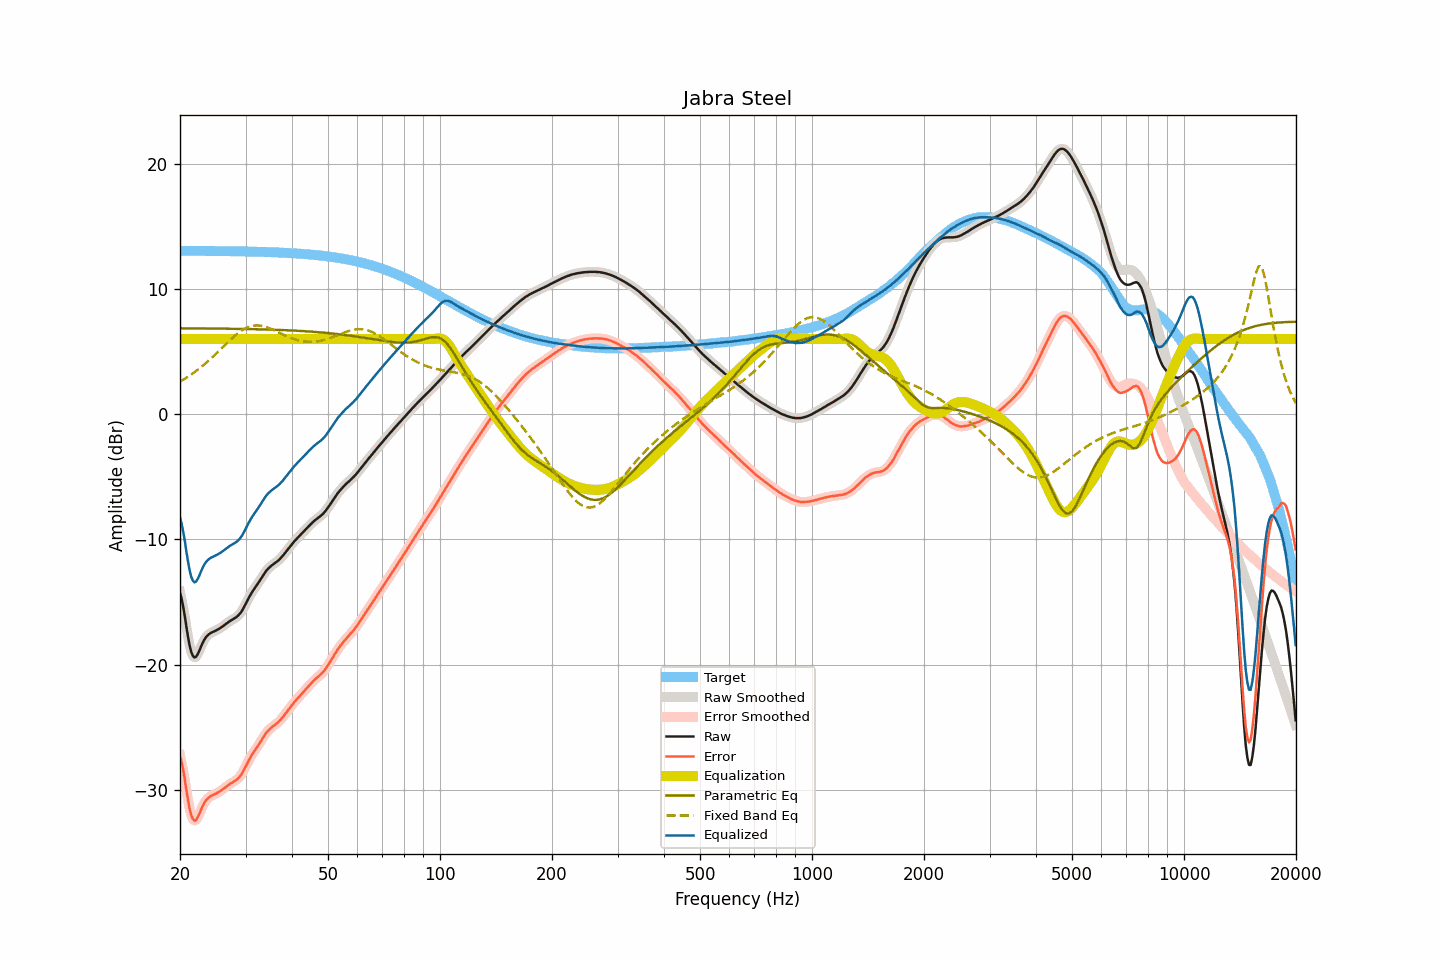 Jabra Steel
20
10
0
−10
−20
−30
Amplitude (dBr)
Target
Raw Smoothed
Error Smoothed
Raw
Error
Equalization
Parametric Eq
Fixed Band Eq
Equalized
20 50 100 200 500 1000 2000 5000 10000 20000
Frequency (Hz)